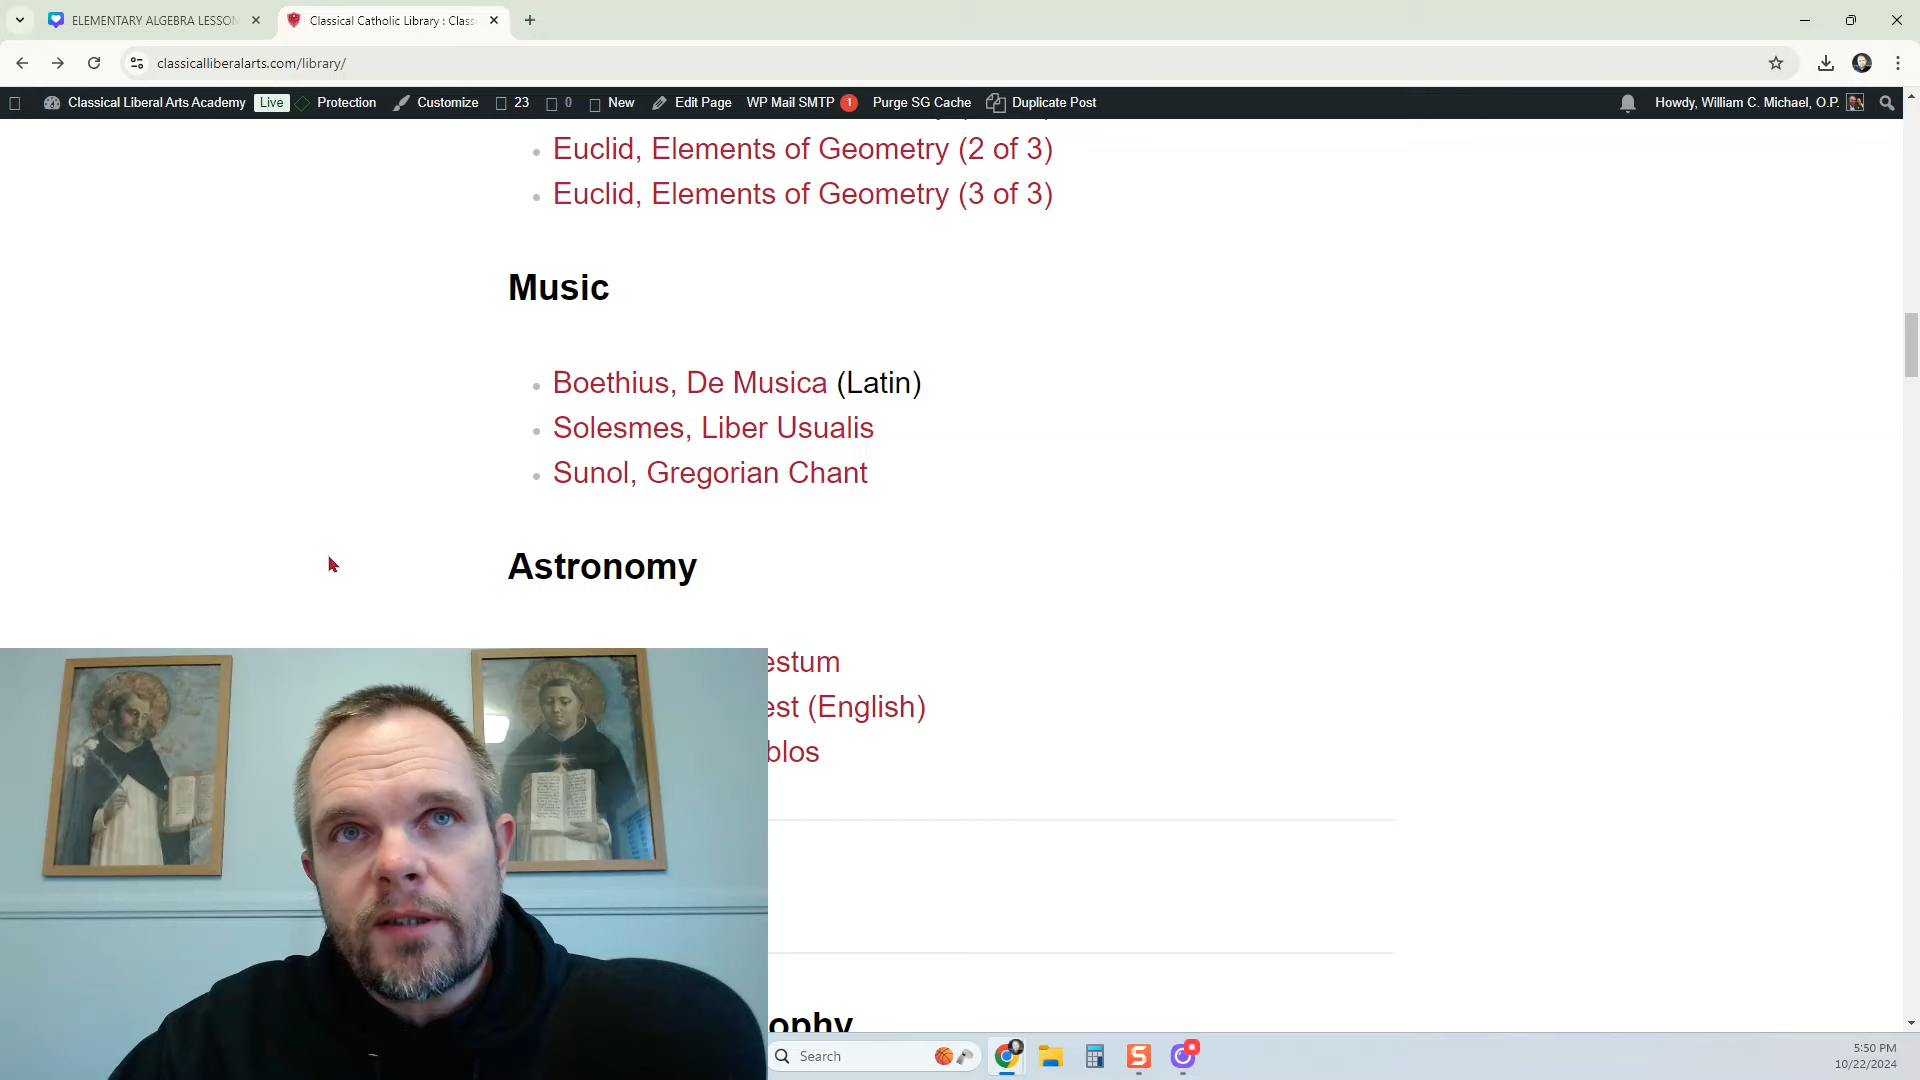 ELEMENTARY ALGEBRA LESSON
Classical Catholic Library : Class
classicalliberalarts.com/library/
Classical Liberal Arts Academy Live Protection Customize 23 0 New Edit Page WP Mail SMTP 1 Purge SG Cache Duplicate Post Howdy, William C. Michael, O.P.
Euclid, Elements of Geometry (2 of 3)
Euclid, Elements of Geometry (3 of 3)
Music
Boethius, De Musica (Latin)
Solesmes, Liber Usualis
Sunol, Gregorian Chant
Astronomy
estum
est (English)
blos
ophy
Search
5:50 PM
10/22/2024